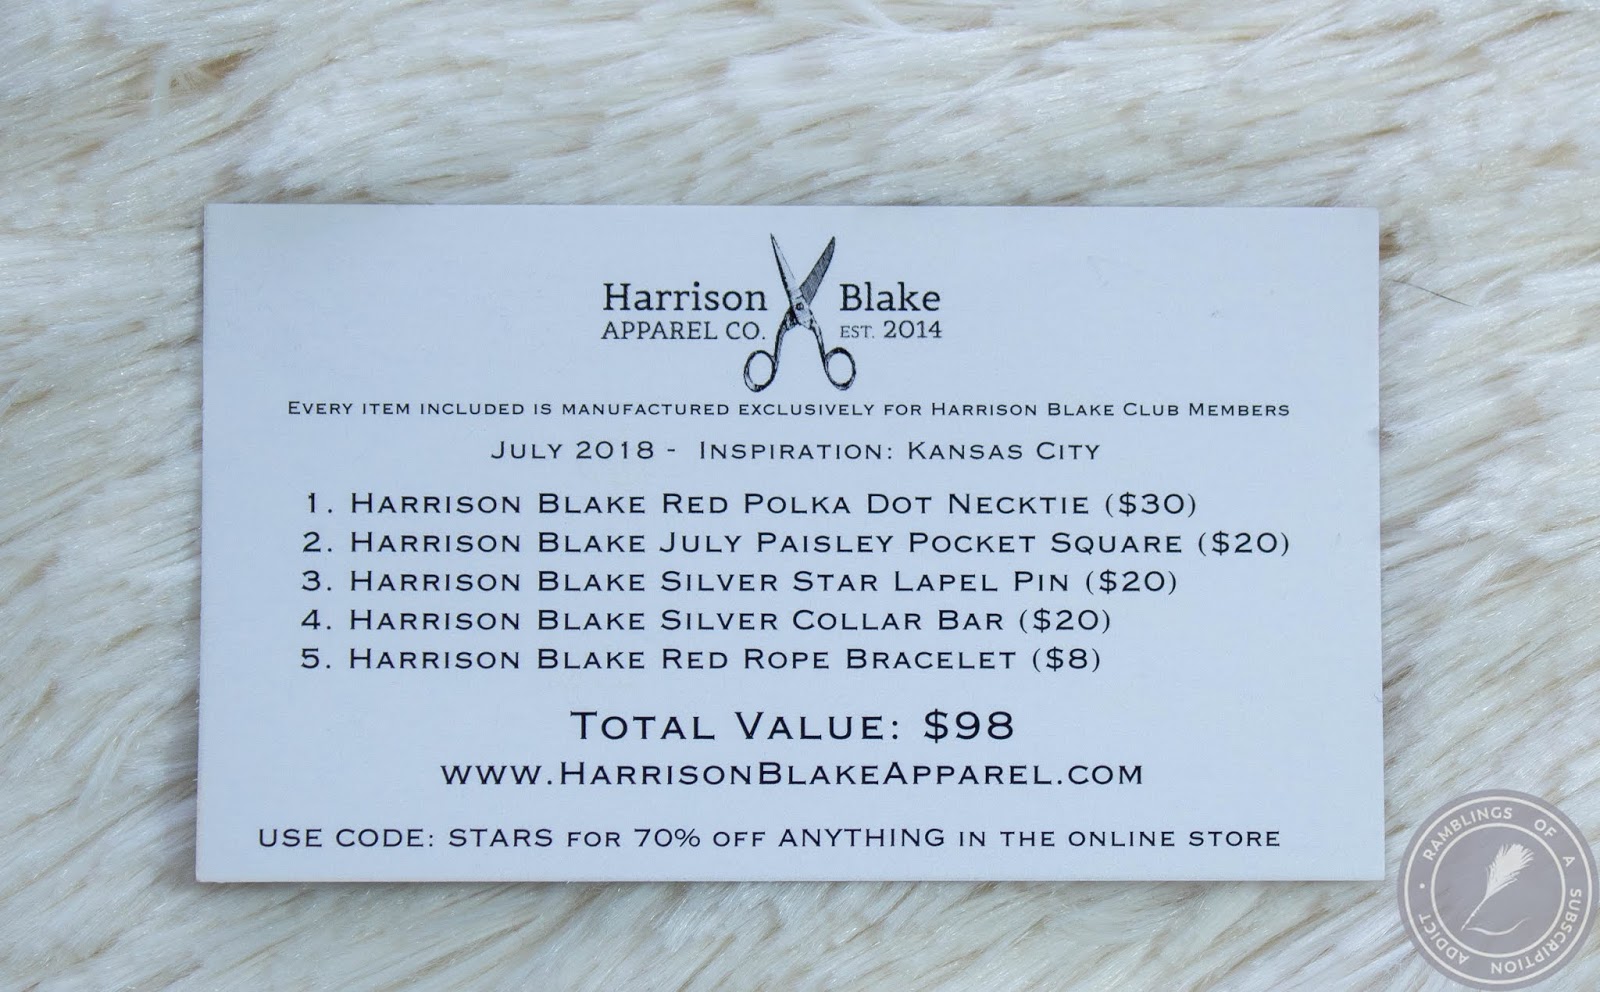 Harrison Blake
APPAREL CO. EST. 2014
EVERY ITEM INCLUDED IS MANUFACTURED EXCLUSIVELY FOR HARRISON BLAKE CLUB MEMBERS
JULY 2018 - INSPIRATION: KANSAS CITY
1. HARRISON BLAKE RED POLKA DOT NECKTIE ($30)
2. HARRISON BLAKE JULY PAISLEY POCKET SQUARE ($20)
3. HARRISON BLAKE SILVER STAR LAPEL PIN ($20)
4. HARRISON BLAKE SILVER COLLAR BAR ($20)
5. HARRISON BLAKE RED ROPE BRACELET ($8)
TOTAL VALUE: $98
WWW.HARRISONBLAKEAPPAREL.COM
USE CODE: STARS FOR 70% OFF ANYTHING IN THE ONLINE STORE
RAMBLINGS OF A SUBSCRIPTION ADDICT